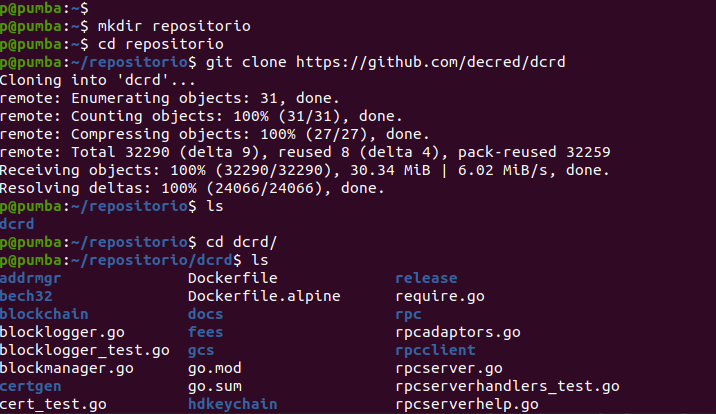 p@pumba:~$
p@pumba:~$ mkdir repositorio
p@pumba:~$ cd repositorio
p@pumba:~/repositorio$ git clone https://github.com/decred/dcrd
Cloning into 'dcrd'...
remote: Enumerating objects: 31, done.
remote: Counting objects: 100% (31/31), done.
remote: Compressing objects: 100% (27/27), done.
remote: Total 32290 (delta 9), reused 8 (delta 4), pack-reused 32259
Receiving objects: 100% (32290/32290), 30.34 MiB | 6.02 MiB/s, done.
Resolving deltas: 100% (24066/24066), done.
p@pumba:~/repositorio$ ls
dcrd
p@pumba:~/repositorio$ cd dcrd/
p@pumba:~/repositorio/dcrd$ ls
addrmgr Dockerfile release
bech32 Dockerfile.alpine require.go
blockchain docs rpc
blocklogger.go fees rpcadaptors.go
blocklogger_test.go gcs rpcclient
blockmanager.go go.mod rpcserver.go
certgen go.sum rpcserverhandlers_test.go
cert_test.go hdkeychain rpcserverhelp.go